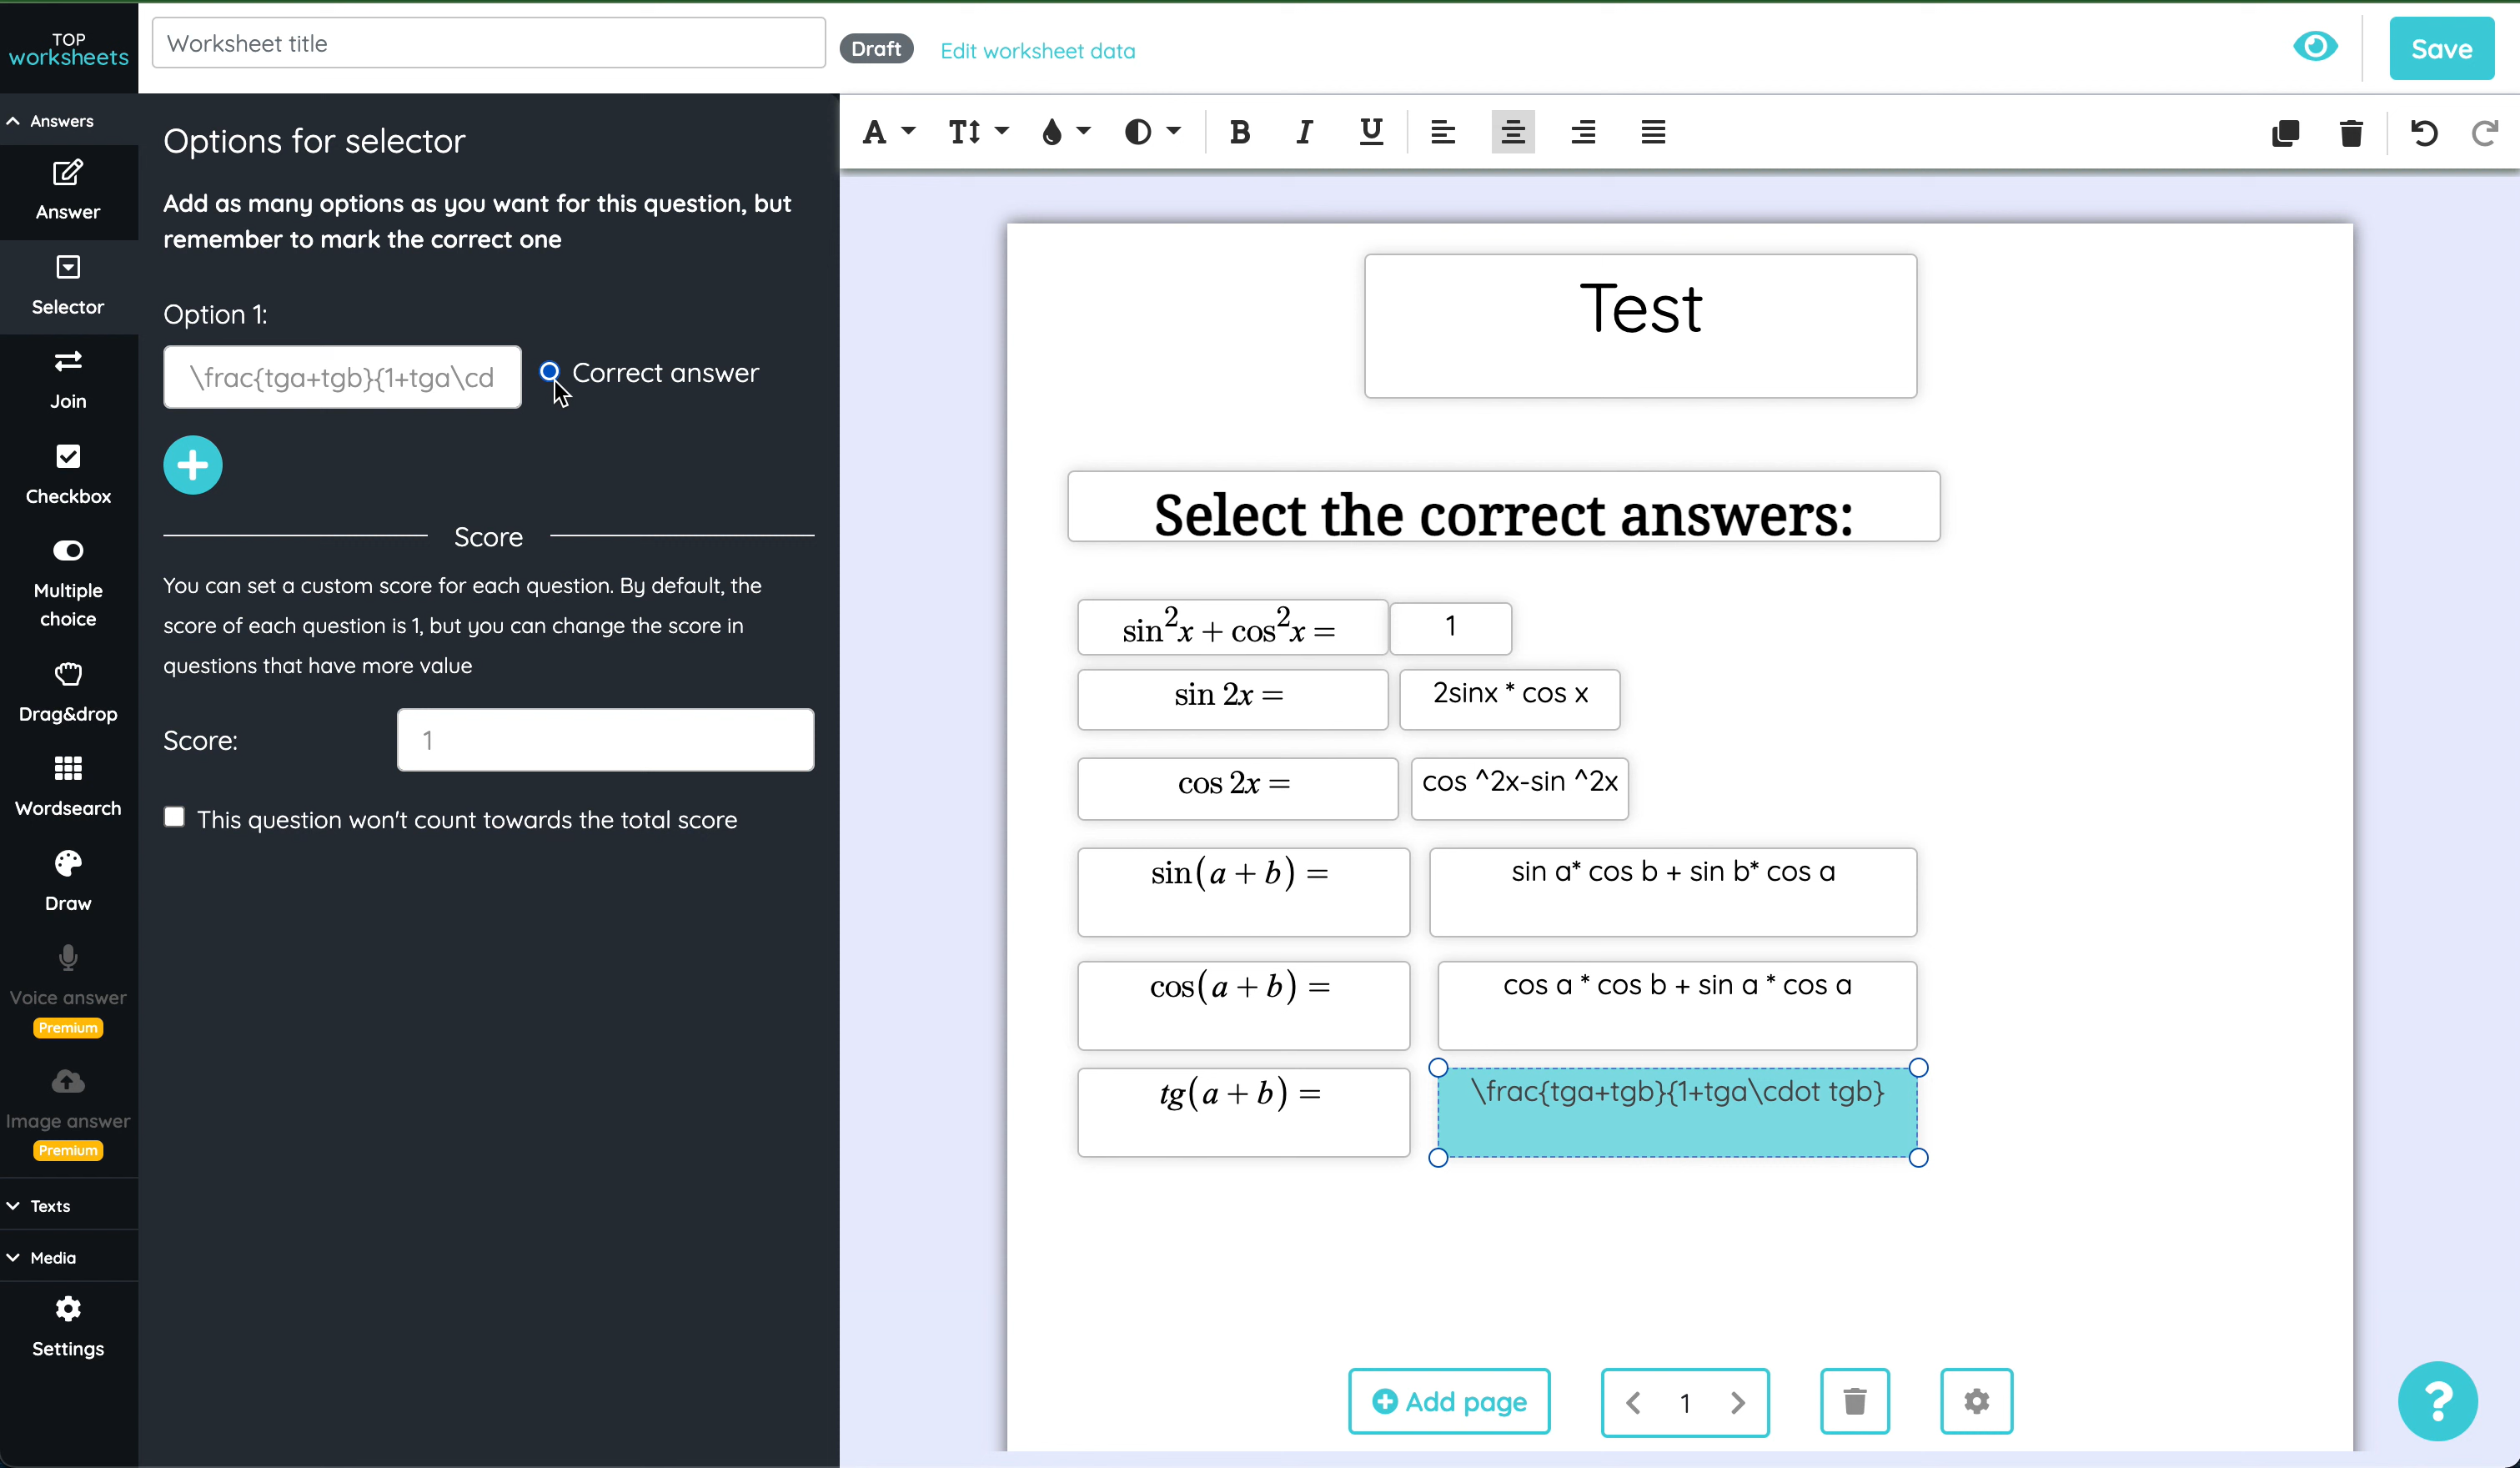 TOP
worksheets
Worksheet title
Draft
Edit worksheet data
Save
Answers
Answer
Selector
Join
Checkbox
Multiple
choice
Drag&drop
Wordsearch
Draw
Voice answer
Premium
Image answer
Premium
Texts
Media
Settings
Options for selector
Add as many options as you want for this question, but
remember to mark the correct one
Option 1:
\frac{tga+tgb}{1+tga\cd
Correct answer
Score
You can set a custom score for each question. By default, the
score of each question is 1, but you can change the score in
questions that have more value
Score: 1
This question won't count towards the total score
A T B I U
Test
Select the correct answers:
sin²x + cos²x = 1
sin 2x = 2sinx * cos x
cos 2x = cos ^2x-sin ^2x
sin(a + b) = sin a* cos b + sin b* cos a
cos(a + b) = cos a * cos b + sin a * cos a
tg(a + b) = \frac{tga+tgb}{1+tga\cdot tgb}
Add page
1
?